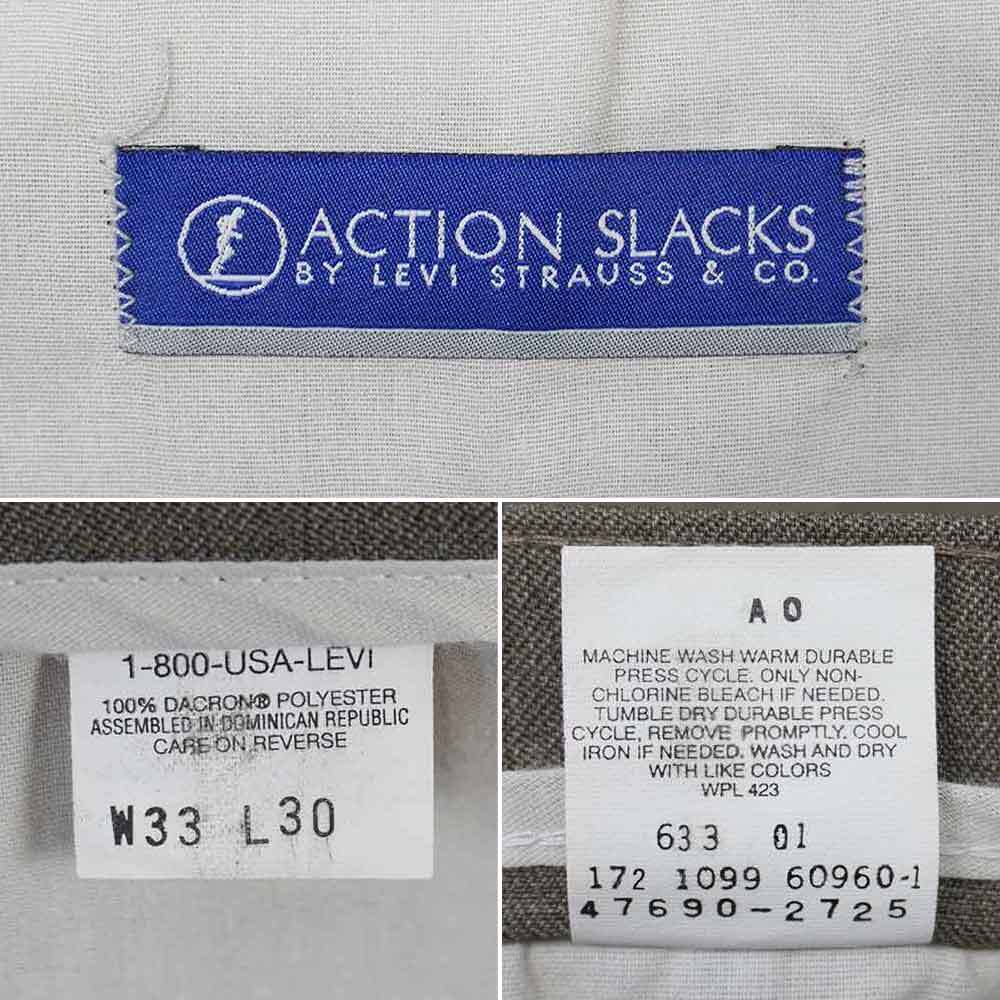 ACTION SLACKS
BY LEVI STRAUSS & CO.
1-800-USA-LEVI
100% DACRON® POLYESTER
ASSEMBLED IN DOMINICAN REPUBLIC
CARE ON REVERSE
W33 L30
A0
MACHINE WASH WARM DURABLE
PRESS CYCLE. ONLY NON-
CHLORINE BLEACH IF NEEDED.
TUMBLE DRY DURABLE PRESS
CYCLE, REMOVE PROMPTLY. COOL
IRON IF NEEDED. WASH AND DRY
WITH LIKE COLORS
WPL 423
633 01
172 1099 60960-1
47690-2725